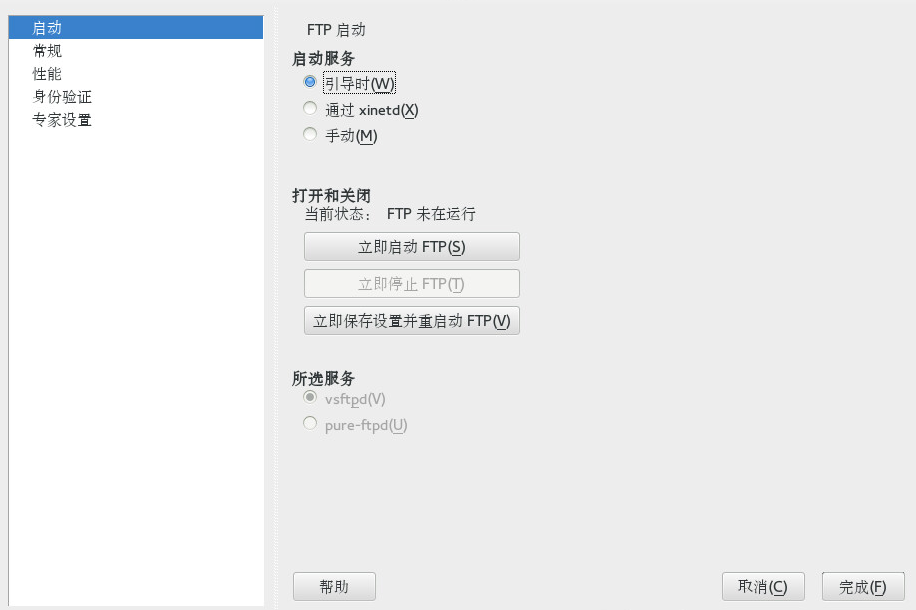 启动
常规
性能
身份验证
专家设置
FTP 启动
启动服务
引导时(W)
通过 xinetd(X)
手动(M)
打开和关闭
当前状态： FTP 未在运行
立即启动 FTP(S)
立即停止 FTP(T)
立即保存设置并重启动 FTP(V)
所选服务
vsftpd(V)
pure-ftpd(U)
帮助
取消(C)
完成(F)